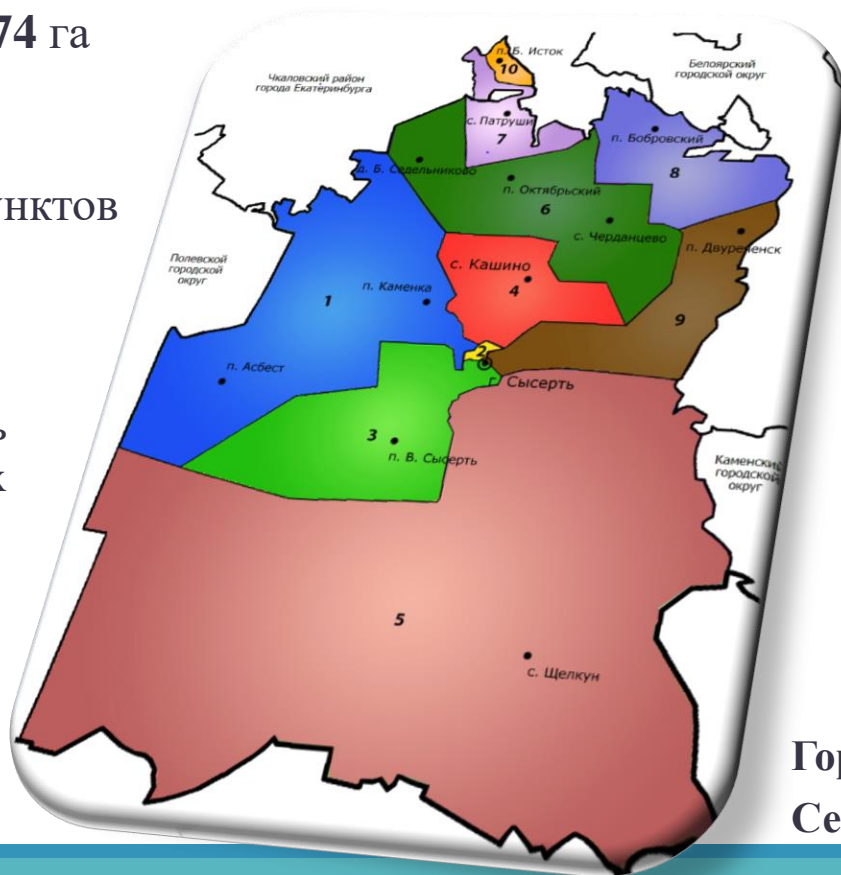 74 га
унктов
ь
к
п. Б. Исток
10
Чкаловский район
города Екатеринбурга
Белоярский
городской округ
с. Патруши
7
п. Бобровский
8
д. Б. Седельниково
п. Октябрьский
6
с. Черданцево
п. Двуреченск
Полевской
городской
округ
с. Кашино
4
п. Каменка
1
9
2
г. Сысерть
п. Асбест
3
п. В. Сысерть
Каменский
городской
округ
5
с. Щелкун
Гор
Се